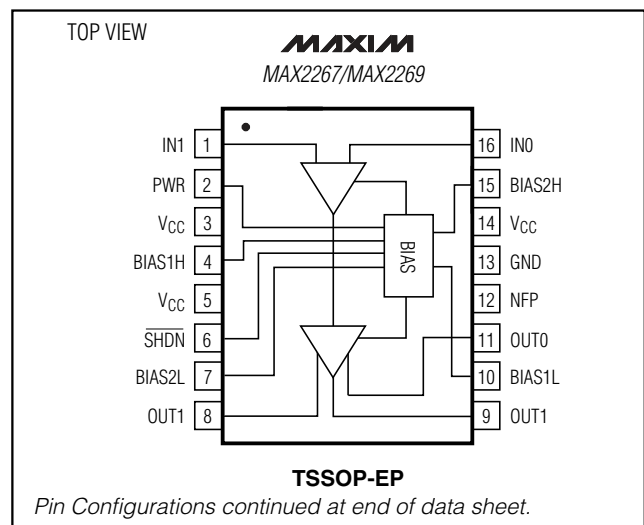 TOP VIEW
MAXIM
MAX2267/MAX2269
IN1 1
16 IN0
PWR 2
15 BIAS2H
VCC 3
14 VCC
BIAS1H 4
13 GND
VCC 5
12 NFP
SHDN 6
11 OUT0
BIAS2L 7
10 BIAS1L
OUT1 8
9 OUT1
BIAS
TSSOP-EP
Pin Configurations continued at end of data sheet.